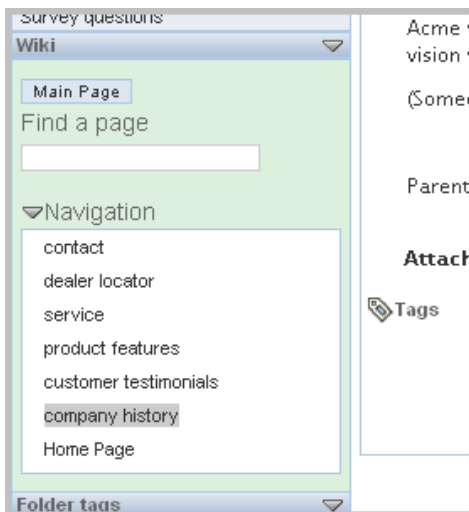 Survey questions
Wiki
Main Page
Find a page
Navigation
contact
dealer locator
service
product features
customer testimonials
company history
Home Page
Folder tags
Acme
vision
(Some
Parent
Attach
Tags